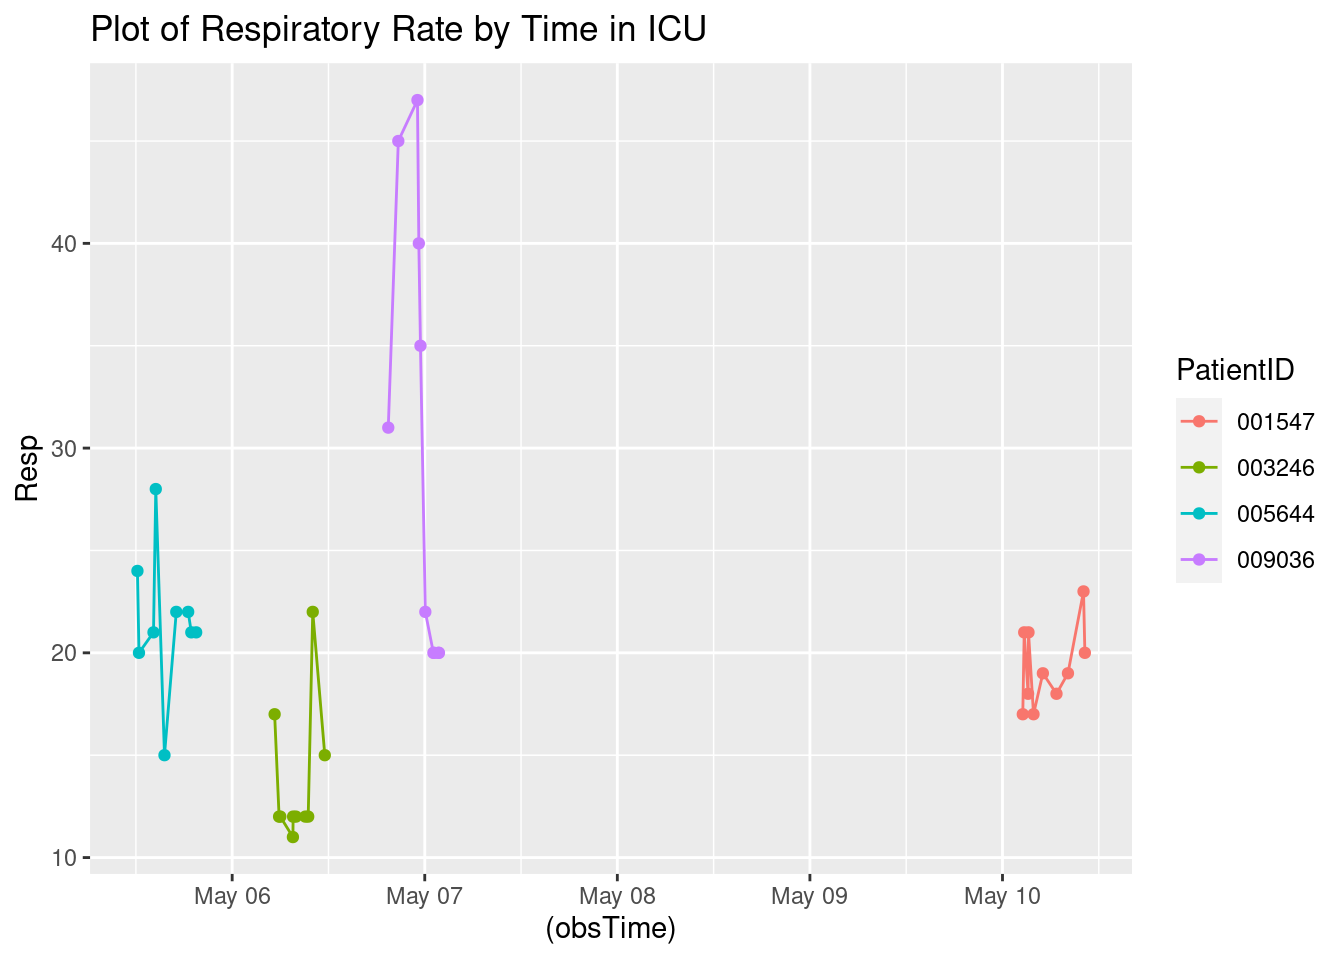 Plot of Respiratory Rate by Time in ICU
Resp
40
30
20
10
May 06
May 07
May 08
May 09
May 10
(obsTime)
PatientID
001547
003246
005644
009036